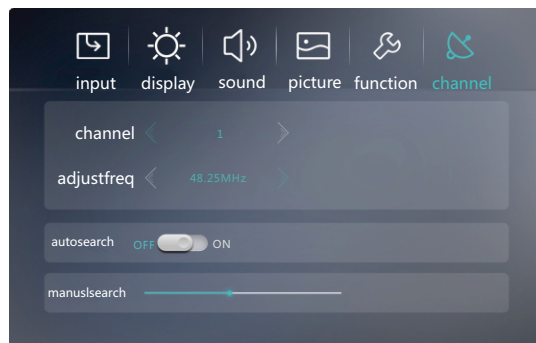 input display sound picture function channel
channel 1
adjustfreq 48.25MHz
autosearch OFF ON
manuslsearch